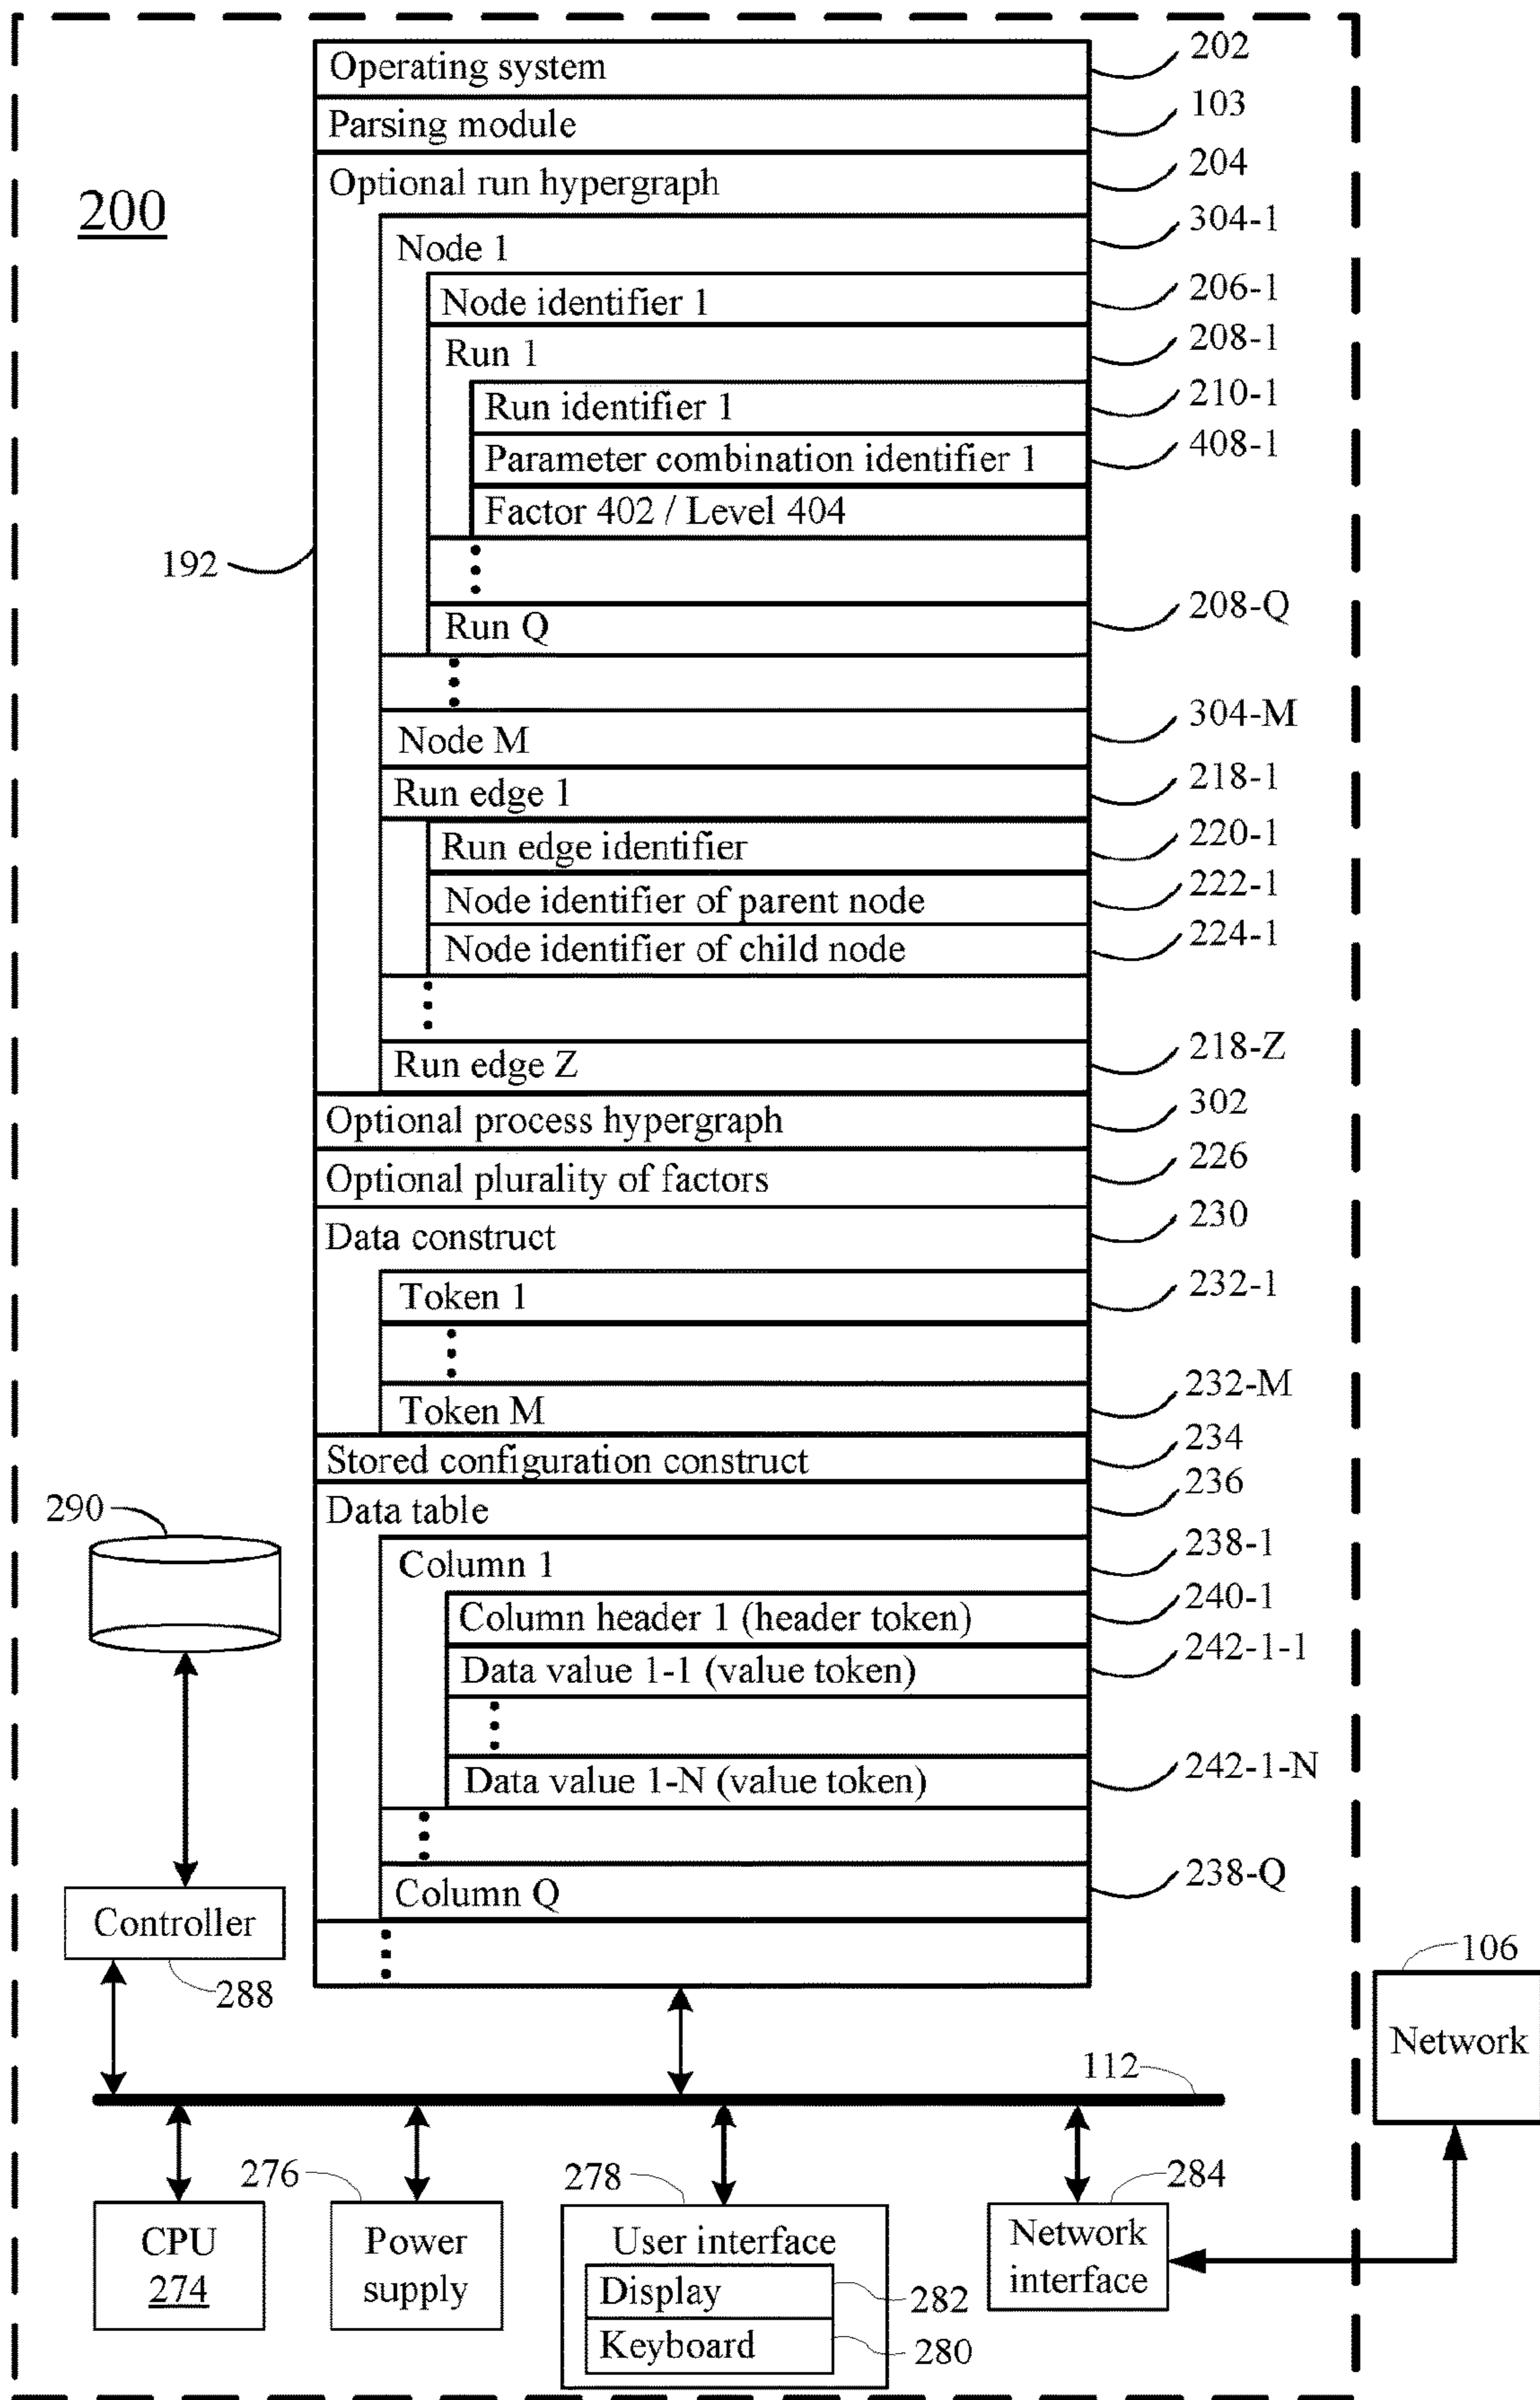 200
Operating system 202
Parsing module 103
Optional run hypergraph 204
Node 1 304-1
Node identifier 1 206-1
Run 1 208-1
Run identifier 1 210-1
Parameter combination identifier 1 408-1
Factor 402 / Level 404
192
Run Q 208-Q
Node M 304-M
Run edge 1 218-1
Run edge identifier 220-1
Node identifier of parent node 222-1
Node identifier of child node 224-1
Run edge Z 218-Z
Optional process hypergraph 302
Optional plurality of factors 226
Data construct 230
Token 1 232-1
Token M 232-M
Stored configuration construct 234
Data table 236
290
Column 1 238-1
Column header 1 (header token) 240-1
Data value 1-1 (value token) 242-1-1
Data value 1-N (value token) 242-1-N
Column Q 238-Q
Controller
288
106
Network
112
276
278
284
CPU
274
Power
supply
User interface
Display 282
Keyboard 280
Network
interface